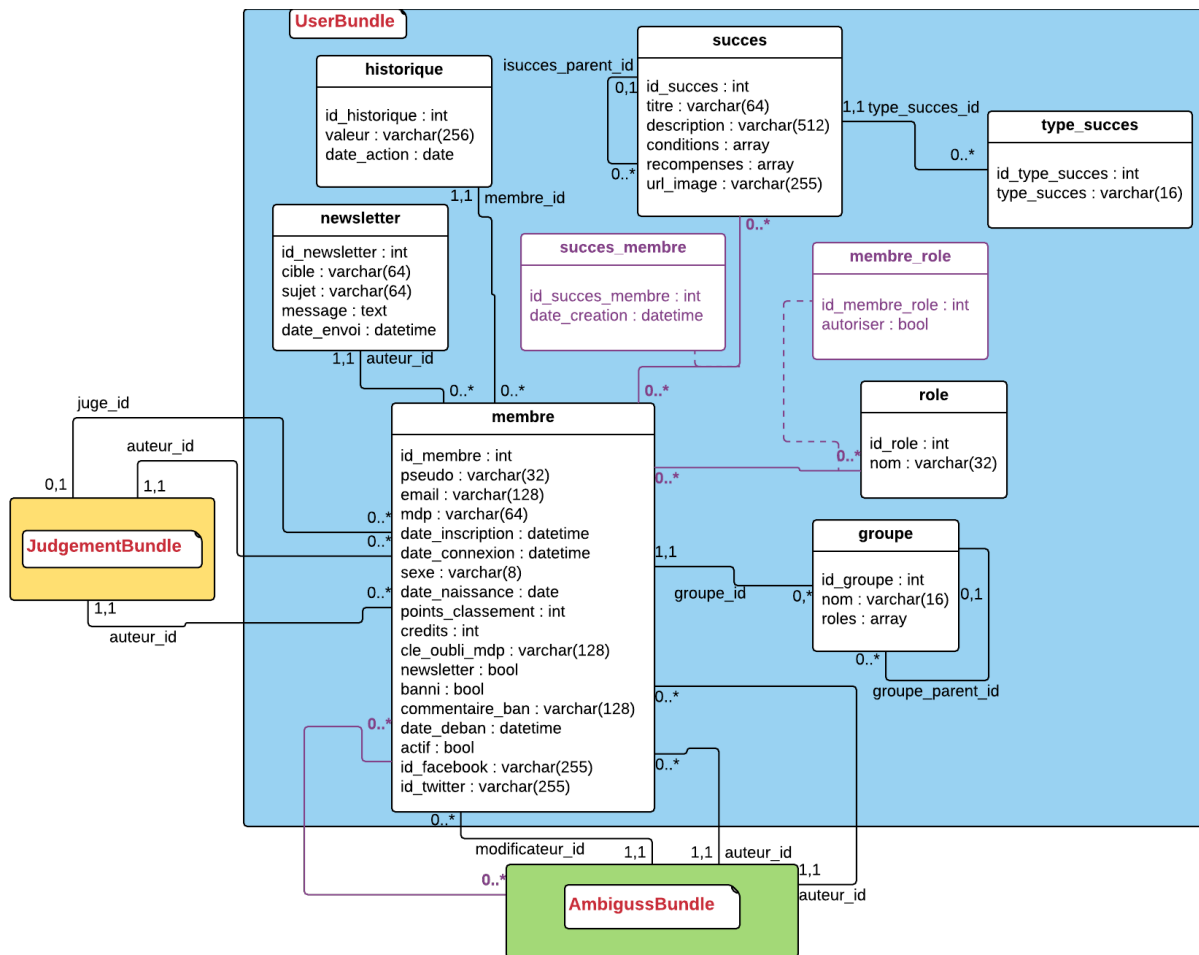 UserBundle
historique
id_historique : int
valeur : varchar(256)
date_action : date
1,1
membre_id
succes
id_succes : int
titre : varchar(64)
description : varchar(512)
conditions : array
recompenses : array
url_image : varchar(255)
isucces_parent_id
0,1
0..*
1,1
type_succes_id
0..*
type_succes
id_type_succes : int
type_succes : varchar(16)
newsletter
id_newsletter : int
cible : varchar(64)
sujet : varchar(64)
message : text
date_envoi : datetime
1,1
auteur_id
0..*
0..*
succes_membre
id_succes_membre : int
date_creation : datetime
0..*
0..*
membre_role
id_membre_role : int
autoriser : bool
role
id_role : int
nom : varchar(32)
0..*
0..*
membre
id_membre : int
pseudo : varchar(32)
email : varchar(128)
mdp : varchar(64)
date_inscription : datetime
date_connexion : datetime
sexe : varchar(8)
date_naissance : date
points_classement : int
credits : int
cle_oubli_mdp : varchar(128)
newsletter : bool
banni : bool
commentaire_ban : varchar(128)
date_deban : datetime
actif : bool
id_facebook : varchar(255)
id_twitter : varchar(255)
juge_id
auteur_id
0,1
1,1
JudgementBundle
1,1
auteur_id
0..*
0..*
0..*
1,1
groupe_id
0,*
groupe
id_groupe : int
nom : varchar(16)
roles : array
0,1
0..*
groupe_parent_id
0..*
0..*
0..*
0..*
modificateur_id
1,1
1,1
auteur_id
1,1
auteur_id
0..*
AmbigussBundle